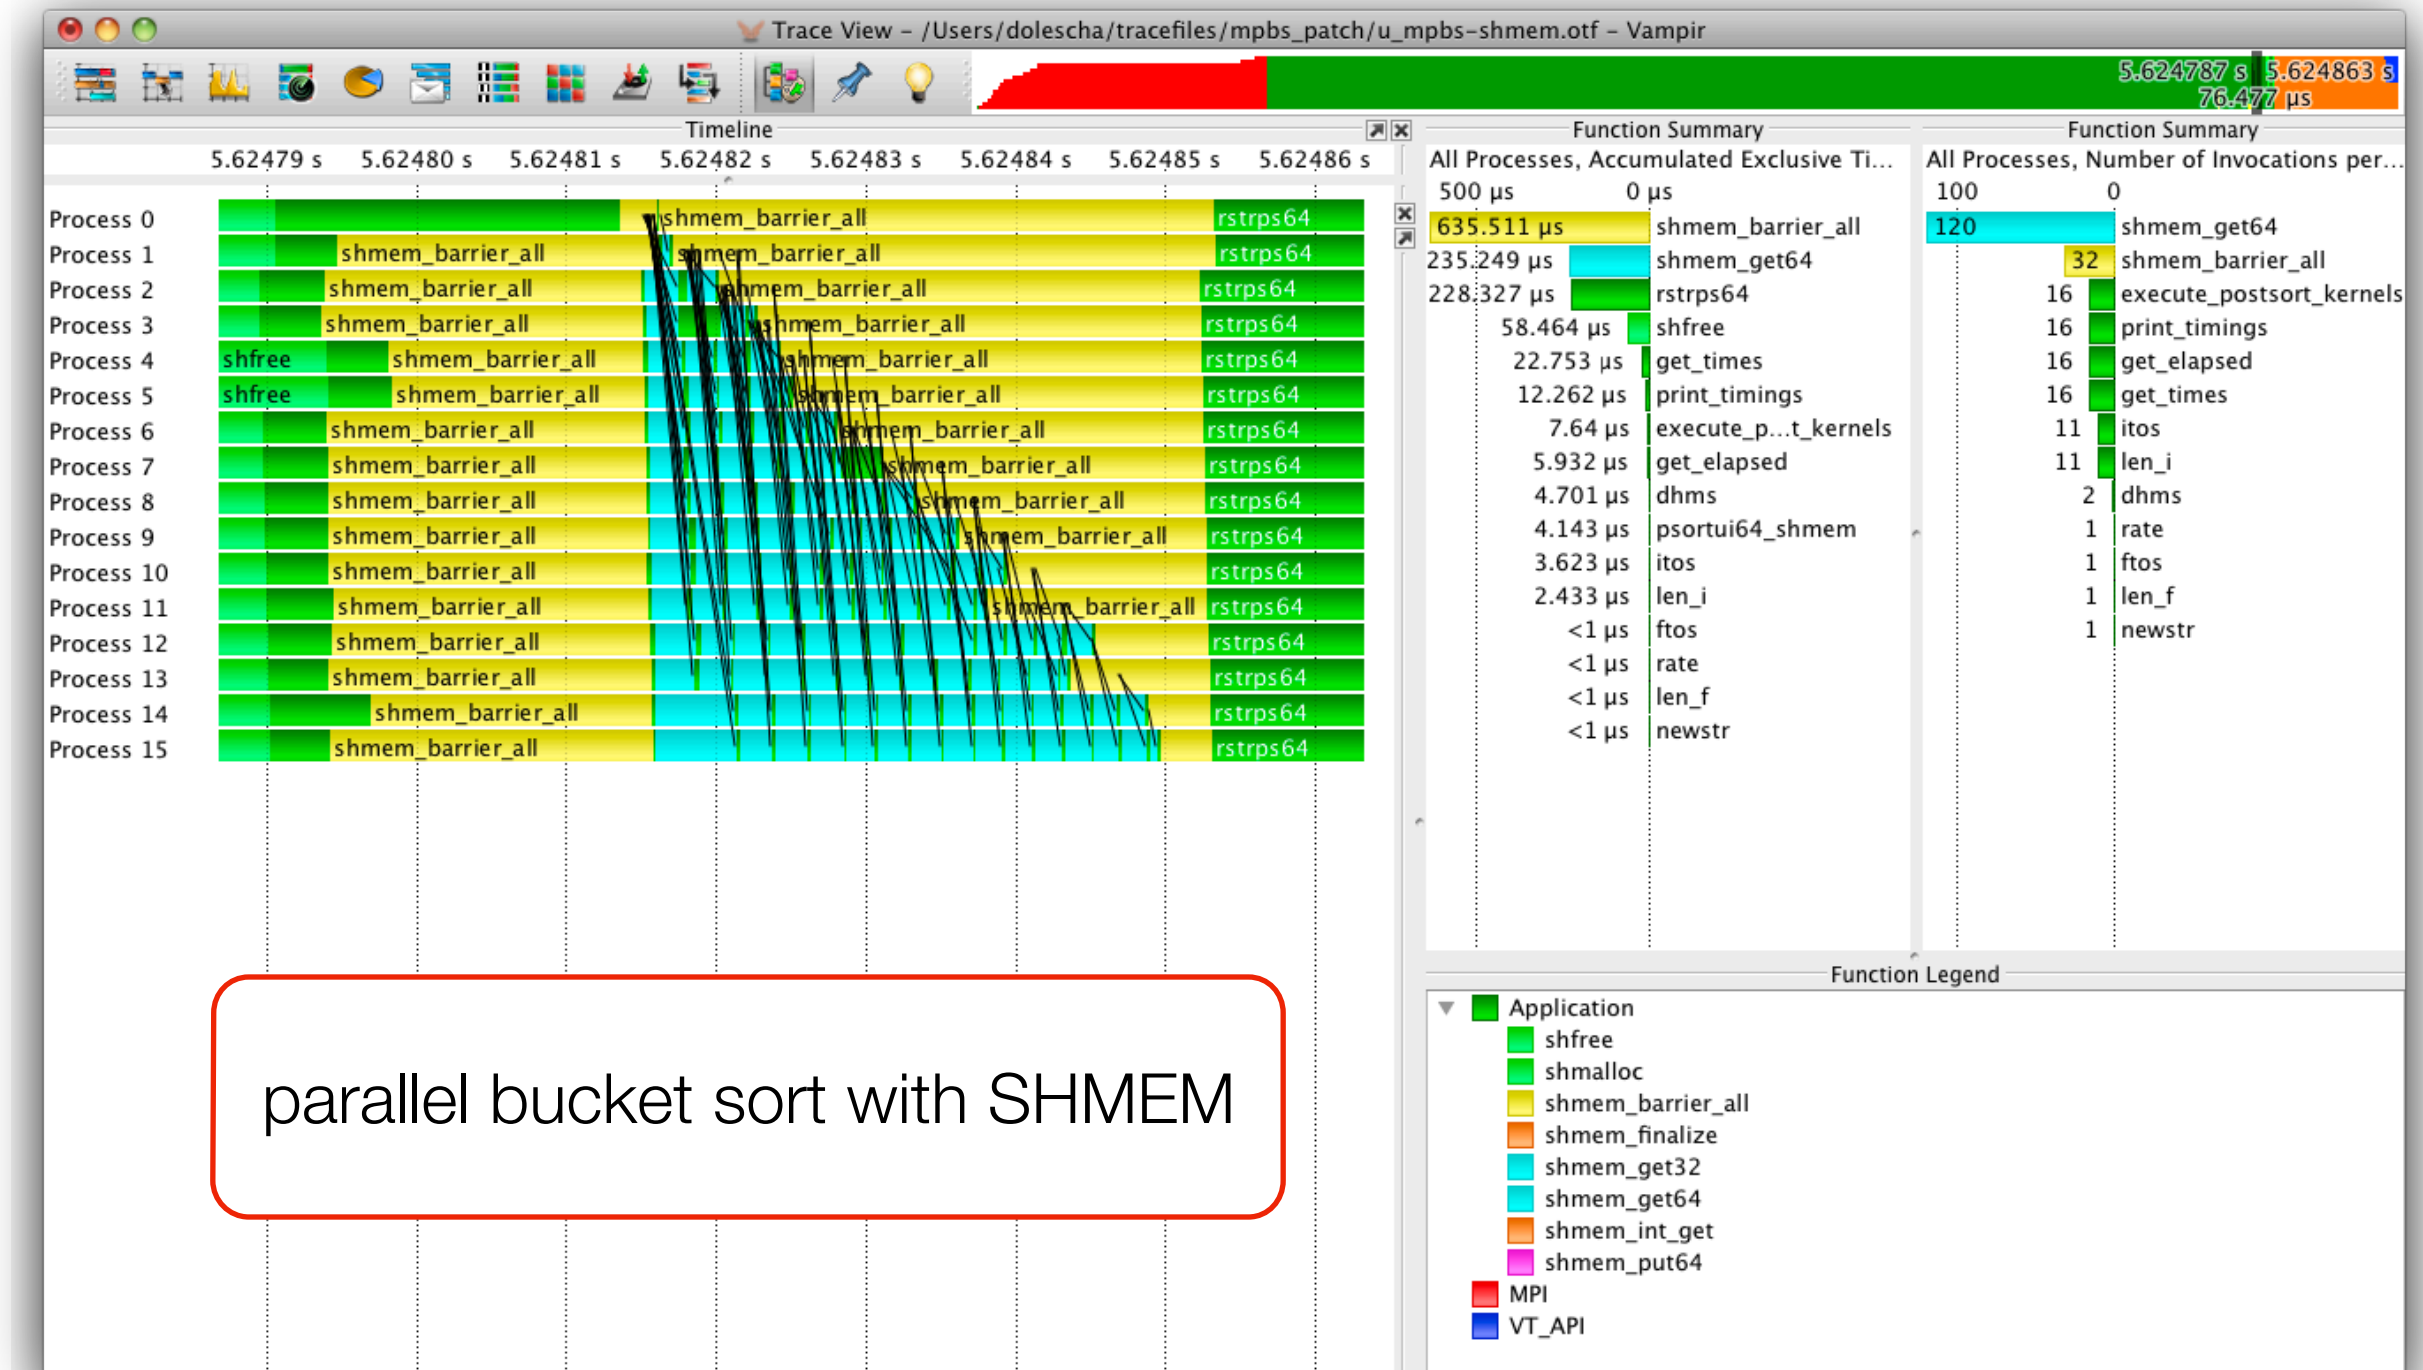 Trace View – /Users/dolescha/tracefiles/mpbs_patch/u_mpbs-shmem.otf – Vampir
5.624787 s 5.624863 s
76.477 µs
Timeline
5.62479 s 5.62480 s 5.62481 s 5.62482 s 5.62483 s 5.62484 s 5.62485 s 5.62486 s
Process 0 shmem_barrier_all rstrps64
Process 1 shmem_barrier_all shmem_barrier_all rstrps64
Process 2 shmem_barrier_all shmem_barrier_all rstrps64
Process 3 shmem_barrier_all shmem_barrier_all rstrps64
Process 4 shfree shmem_barrier_all shmem_barrier_all rstrps64
Process 5 shfree shmem_barrier_all shmem_barrier_all rstrps64
Process 6 shmem_barrier_all shmem_barrier_all rstrps64
Process 7 shmem_barrier_all shmem_barrier_all rstrps64
Process 8 shmem_barrier_all shmem_barrier_all rstrps64
Process 9 shmem_barrier_all shmem_barrier_all rstrps64
Process 10 shmem_barrier_all rstrps64
Process 11 shmem_barrier_all shmem_barrier_all rstrps64
Process 12 shmem_barrier_all rstrps64
Process 13 shmem_barrier_all rstrps64
Process 14 shmem_barrier_all rstrps64
Process 15 shmem_barrier_all rstrps64
parallel bucket sort with SHMEM
Function Summary
All Processes, Accumulated Exclusive Ti...
500 µs 0 µs
635.511 µs shmem_barrier_all
235.249 µs shmem_get64
228.327 µs rstrps64
58.464 µs shfree
22.753 µs get_times
12.262 µs print_timings
7.64 µs execute_p...t_kernels
5.932 µs get_elapsed
4.701 µs dhms
4.143 µs psortui64_shmem
3.623 µs itos
2.433 µs len_i
<1 µs ftos
<1 µs rate
<1 µs len_f
<1 µs newstr
Function Summary
All Processes, Number of Invocations per...
100 0
120 shmem_get64
32 shmem_barrier_all
16 execute_postsort_kernels
16 print_timings
16 get_elapsed
16 get_times
11 itos
11 len_i
2 dhms
1 rate
1 ftos
1 len_f
1 newstr
Function Legend
Application
shfree
shmalloc
shmem_barrier_all
shmem_finalize
shmem_get32
shmem_get64
shmem_int_get
shmem_put64
MPI
VT_API